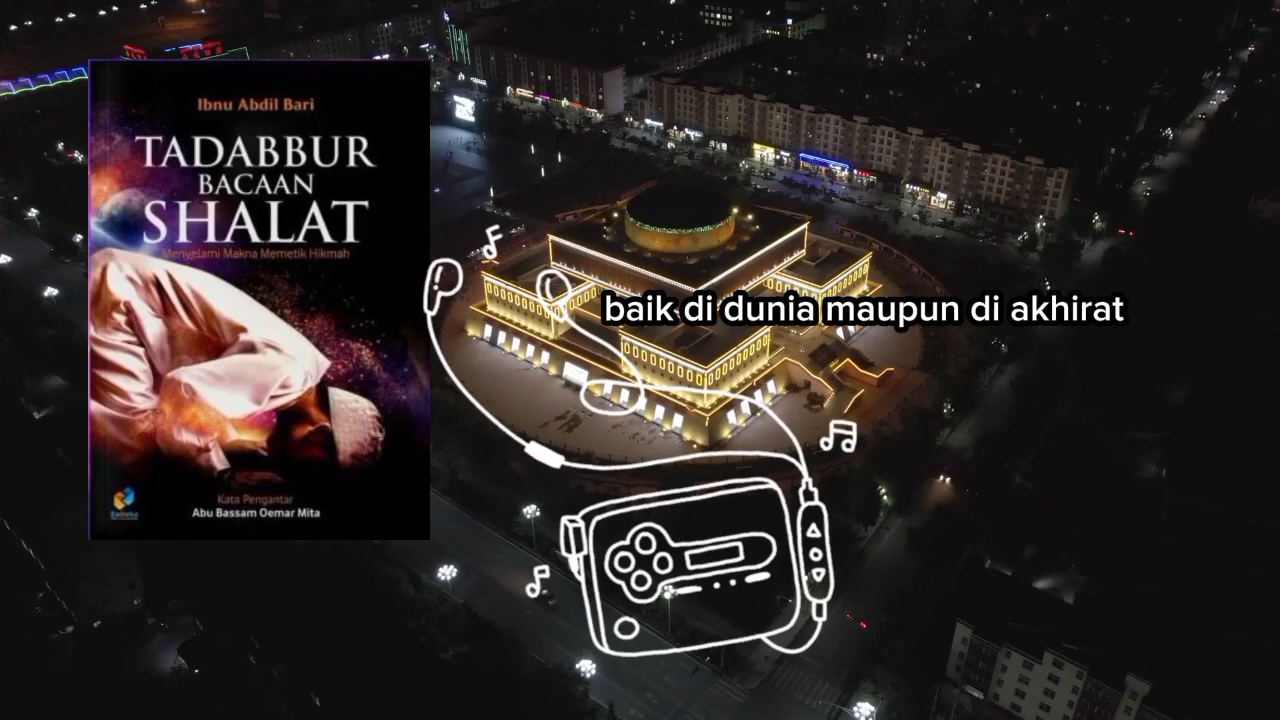 Ibnu Abdil Bari
TADABBUR
BACAAN
SHALAT
Menyelami Makna Memetik Hikmah
baik di dunia maupun di akhirat
Kata Pengantar
Abu Bassam Oemar Mita